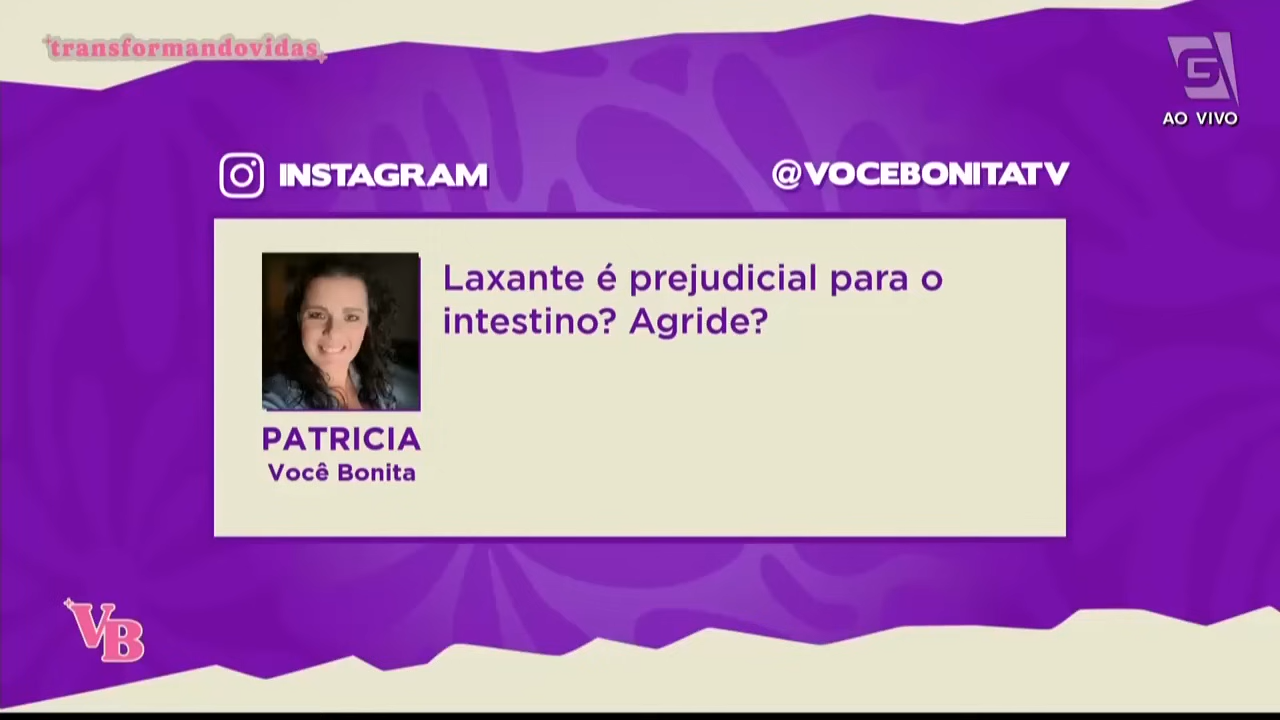 transformandovidas
G
AO VIVO
INSTAGRAM
@VOCEBONITATV
Laxante é prejudicial para o
intestino? Agride?
PATRICIA
Você Bonita
VB